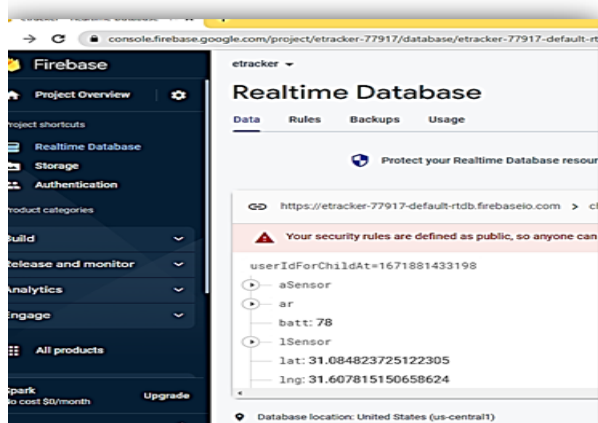 console.firebase.google.com/project/etracker-77917/database/etracker-77917-default-rt
Firebase
Project Overview
Project shortcuts
Realtime Database
Storage
Authentication
Product categories
Build
Release and monitor
Analytics
Engage
All products
Spark
No cost $0/month
Upgrade
etracker
Realtime Database
Data Rules Backups Usage
Protect your Realtime Database resour
https://etracker-77917-default-rtdb.firebaseio.com > c
Your security rules are defined as public, so anyone can
userIdForChildAt=1671881433198
aSensor
ar
batt: 78
lSensor
lat: 31.084823725122305
lng: 31.607815150658624
Database location: United States (us-central1)